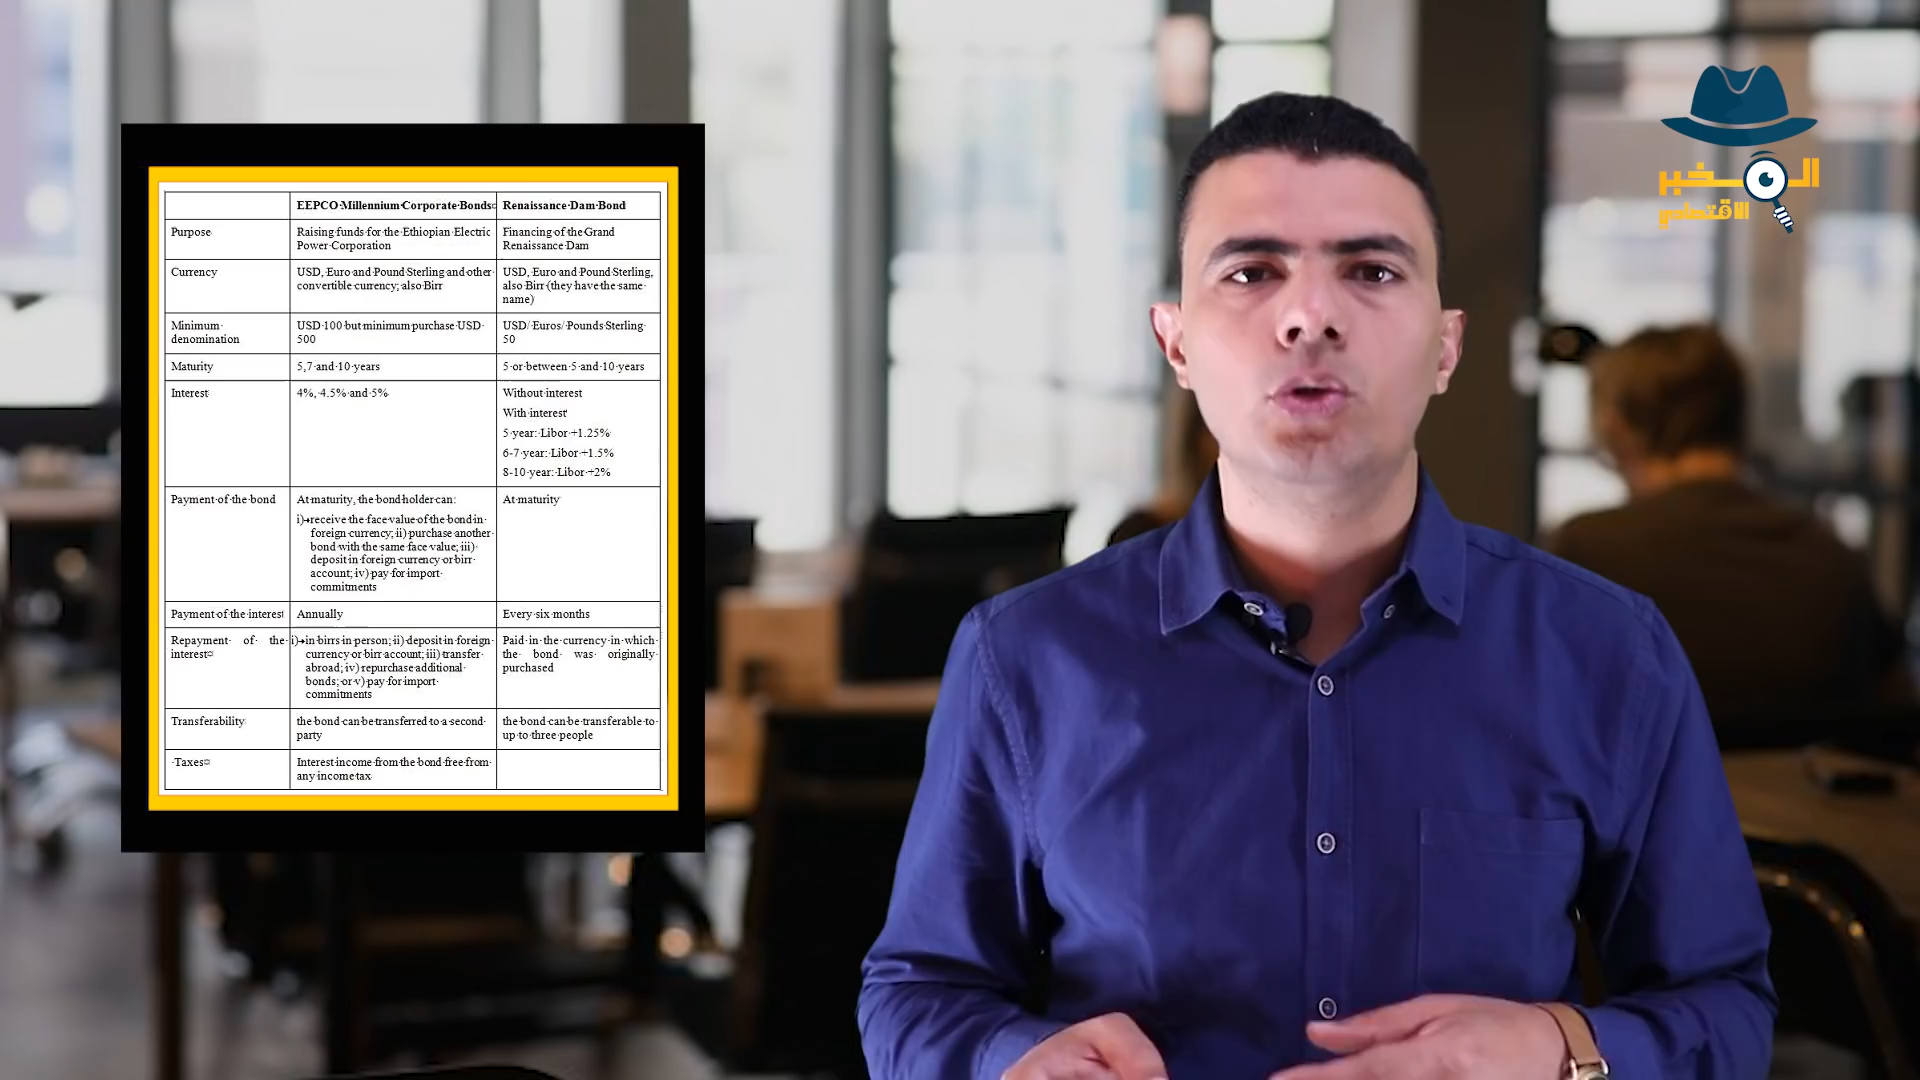 EEPCO Millennium Corporate Bonds
Renaissance Dam Bond
Purpose
Raising funds for the Ethiopian Electric
Power Corporation
Financing of the Grand
Renaissance Dam
Currency
USD, Euro and Pound Sterling and other
convertible currency; also Birr
USD, Euro and Pound Sterling,
also Birr (they have the same
name)
Minimum
denomination
USD 100 but minimum purchase USD
500
USD/ Euros/ Pounds Sterling
50
Maturity
5,7 and 10 years
5 or between 5 and 10 years
Interest
4%, 4.5% and 5%
Without interest
With interest
5 year: Libor +1.25%
6-7 year: Libor +1.5%
8-10 year: Libor +2%
Payment of the bond
At maturity, the bond holder can:
i)→receive the face value of the bond in
foreign currency; ii) purchase another
bond with the same face value; iii)
deposit in foreign currency or birr
account; iv) pay for import
commitments
At maturity
Payment of the interest
Annually
Every six months
Repayment of the
interest¤
i)→in birrs in person; ii) deposit in foreign
currency or birr account; iii) transfer
abroad; iv) repurchase additional
bonds; or v) pay for import
commitments
Paid in the currency in which
the bond was originally
purchased
Transferability
the bond can be transferred to a second
party
the bond can be transferable to
up to three people
Taxes¤
Interest income from the bond free from
any income tax
المخبر
الاقتصادي